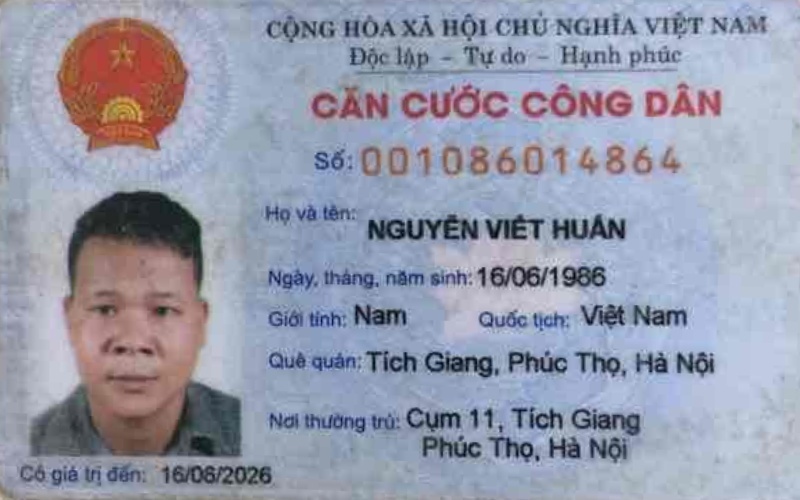 CỘNG HÒA XÃ HỘI CHỦ NGHĨA VIỆT NAM
Độc lập - Tự do - Hạnh phúc
CĂN CƯỚC CÔNG DÂN
Số: 001086014864
Họ và tên: NGUYỄN VIẾT HUẤN
Ngày, tháng, năm sinh: 16/06/1986
Giới tính: Nam Quốc tịch: Việt Nam
Quê quán: Tích Giang, Phúc Thọ, Hà Nội
Nơi thường trú: Cụm 11, Tích Giang
Phúc Thọ, Hà Nội
Có giá trị đến: 16/06/2026